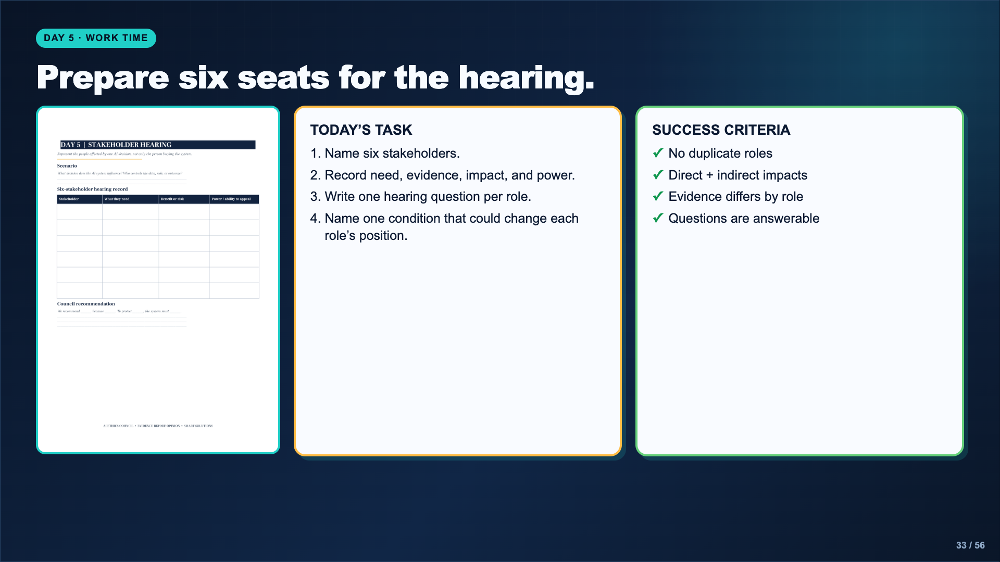 DAY 5 · WORK TIME
Prepare six seats for the hearing.
DAY 5 | STAKEHOLDER HEARING
Represent the people affected by one AI decision, not only the person buying the system.
Scenario
What decision does the AI system influence? Who controls the data, rule, or outcome?
Six-stakeholder hearing record
Stakeholder What they need Benefit or risk Power / ability to appeal
Council recommendation
We recommend _____ because _____. To protect _____, the system must _____.
AI ETHICS COUNCIL • EVIDENCE BEFORE OPINION • SMART SOLUTIONS
TODAY’S TASK
1. Name six stakeholders.
2. Record need, evidence, impact, and power.
3. Write one hearing question per role.
4. Name one condition that could change each
role’s position.
SUCCESS CRITERIA
✓ No duplicate roles
✓ Direct + indirect impacts
✓ Evidence differs by role
✓ Questions are answerable
33 / 56